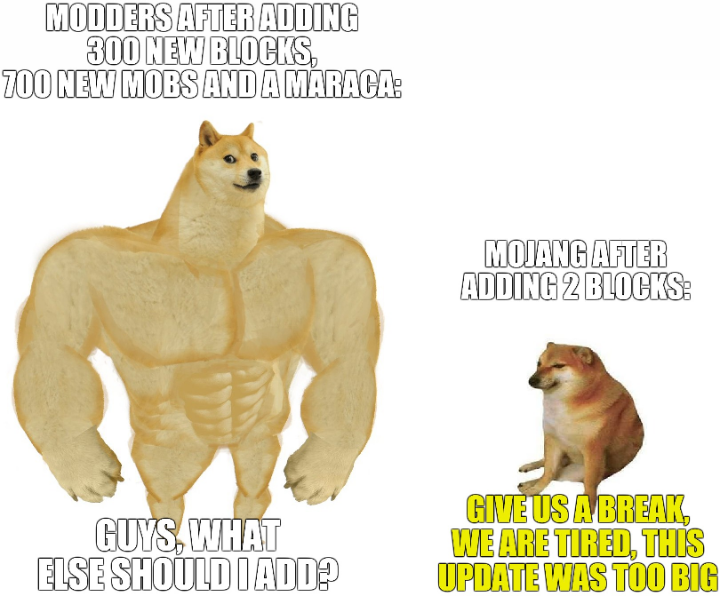 MODDERS AFTER ADDING
300 NEW BLOCKS,
700 NEW MOBS AND A MARACA:
GUYS, WHAT
ELSE SHOULD I ADD?
MOJANG AFTER
ADDING 2 BLOCKS:
GIVE US A BREAK,
WE ARE TIRED, THIS
UPDATE WAS TOO BIG